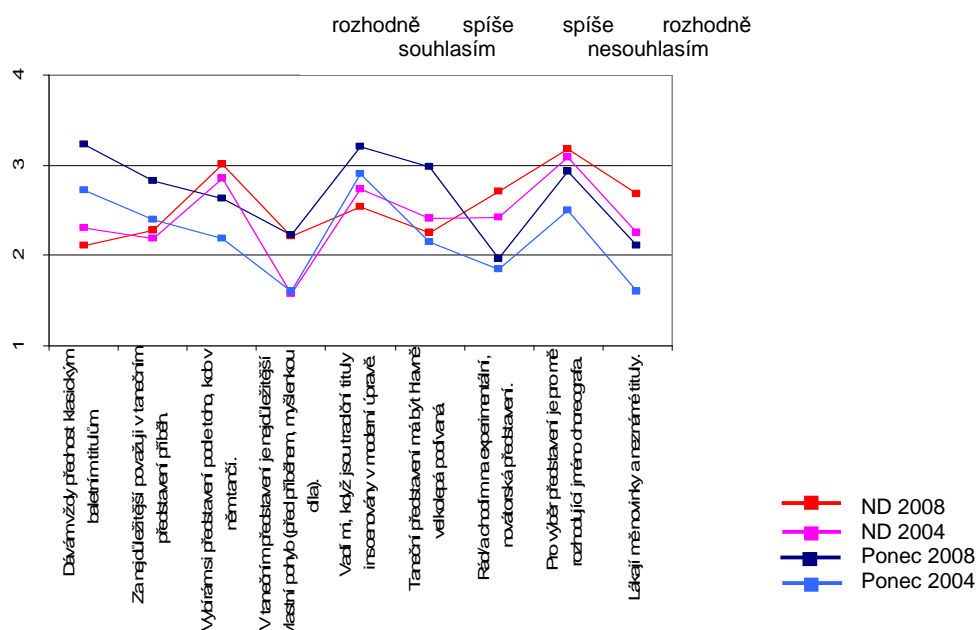 rozhodně spíše spíše rozhodně
souhlasím nesouhlasím
4
3
2
1
Dávám vždy přednost klasickým
baletním titulům.
Za nejdůležitější považuji v tanečním
představení příběh.
Vybírám si představení podle toho, kdo v
něm tančí.
V tanečním představení je nejdůležitější
vlastní pohyb (před příběhem, myšlenkou
díla).
Vadí mi, když jsou tradiční tituly
inscenovány v moderní úpravě.
Taneční představení má být hlavně
velkolepá podívaná.
Rád/a chodím na experimentální,
novátorská představení.
Pro výběr představení je pro mě
rozhodující jméno choreografa.
Lákají mě novinky a neznámé tituly.
ND 2008
ND 2004
Ponec 2008
Ponec 2004